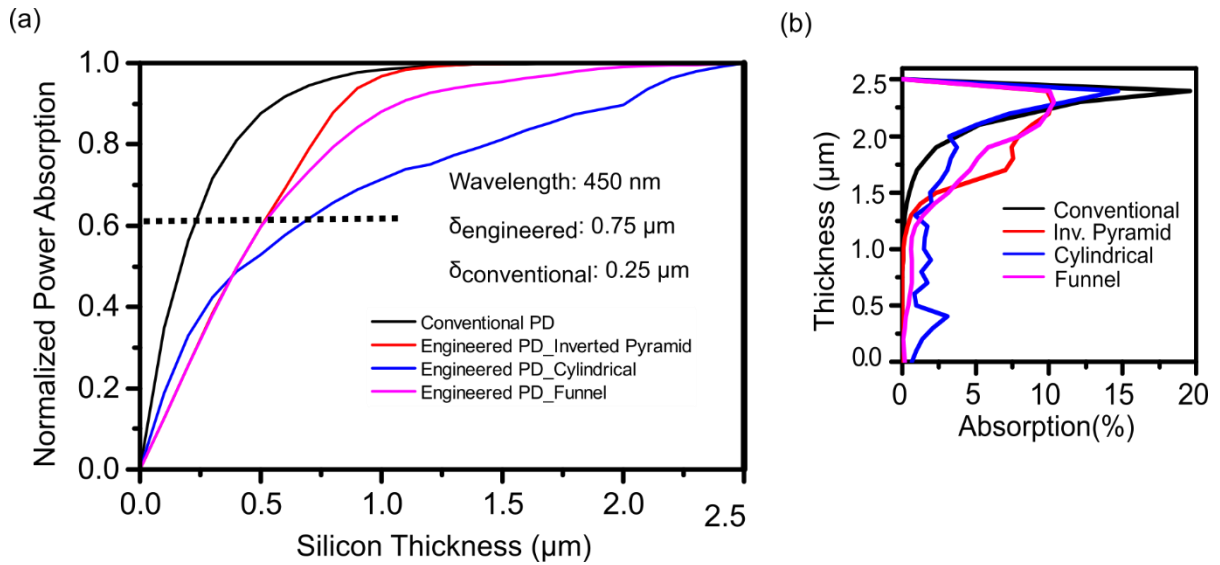 (a)
Normalized Power Absorption
1.0
0.8
0.6
0.4
0.2
0.0
0.0
0.5
1.0
1.5
2.0
2.5
Silicon Thickness (µm)
Wavelength: 450 nm
δengineered: 0.75 µm
δconventional: 0.25 µm
Conventional PD
Engineered PD_Inverted Pyramid
Engineered PD_Cylindrical
Engineered PD_Funnel
(b)
Thickness (µm)
2.5
2.0
1.5
1.0
0.5
0.0
0
5
10
15
20
Absorption(%)
Conventional
Inv. Pyramid
Cylindrical
Funnel